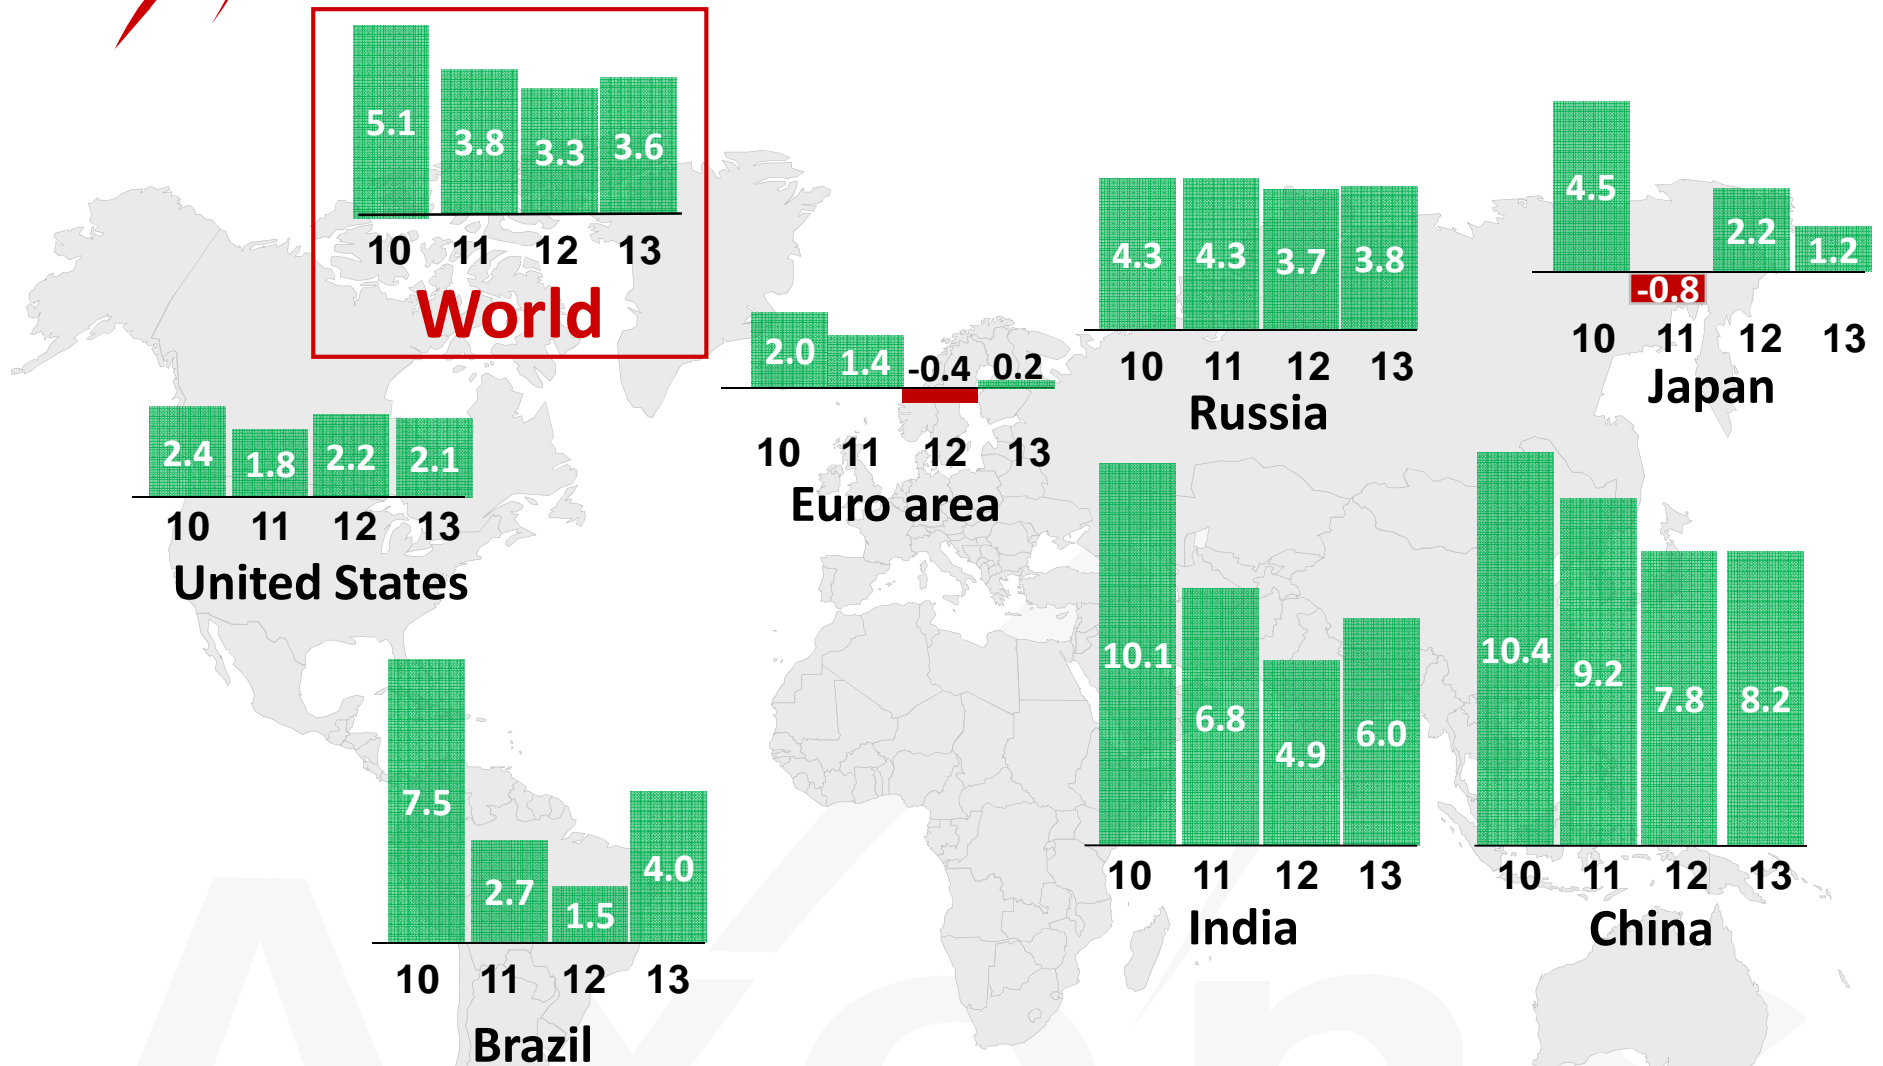 5.1 3.8 3.3 3.6
10 11 12 13
World
4.5 -0.8 2.2 1.2
10 11 12 13
Japan
4.3 4.3 3.7 3.8
10 11 12 13
Russia
2.0 1.4 -0.4 0.2
10 11 12 13
Euro area
2.4 1.8 2.2 2.1
10 11 12 13
United States
10.1 6.8 4.9 6.0
10 11 12 13
India
10.4 9.2 7.8 8.2
10 11 12 13
China
7.5 2.7 1.5 4.0
10 11 12 13
Brazil